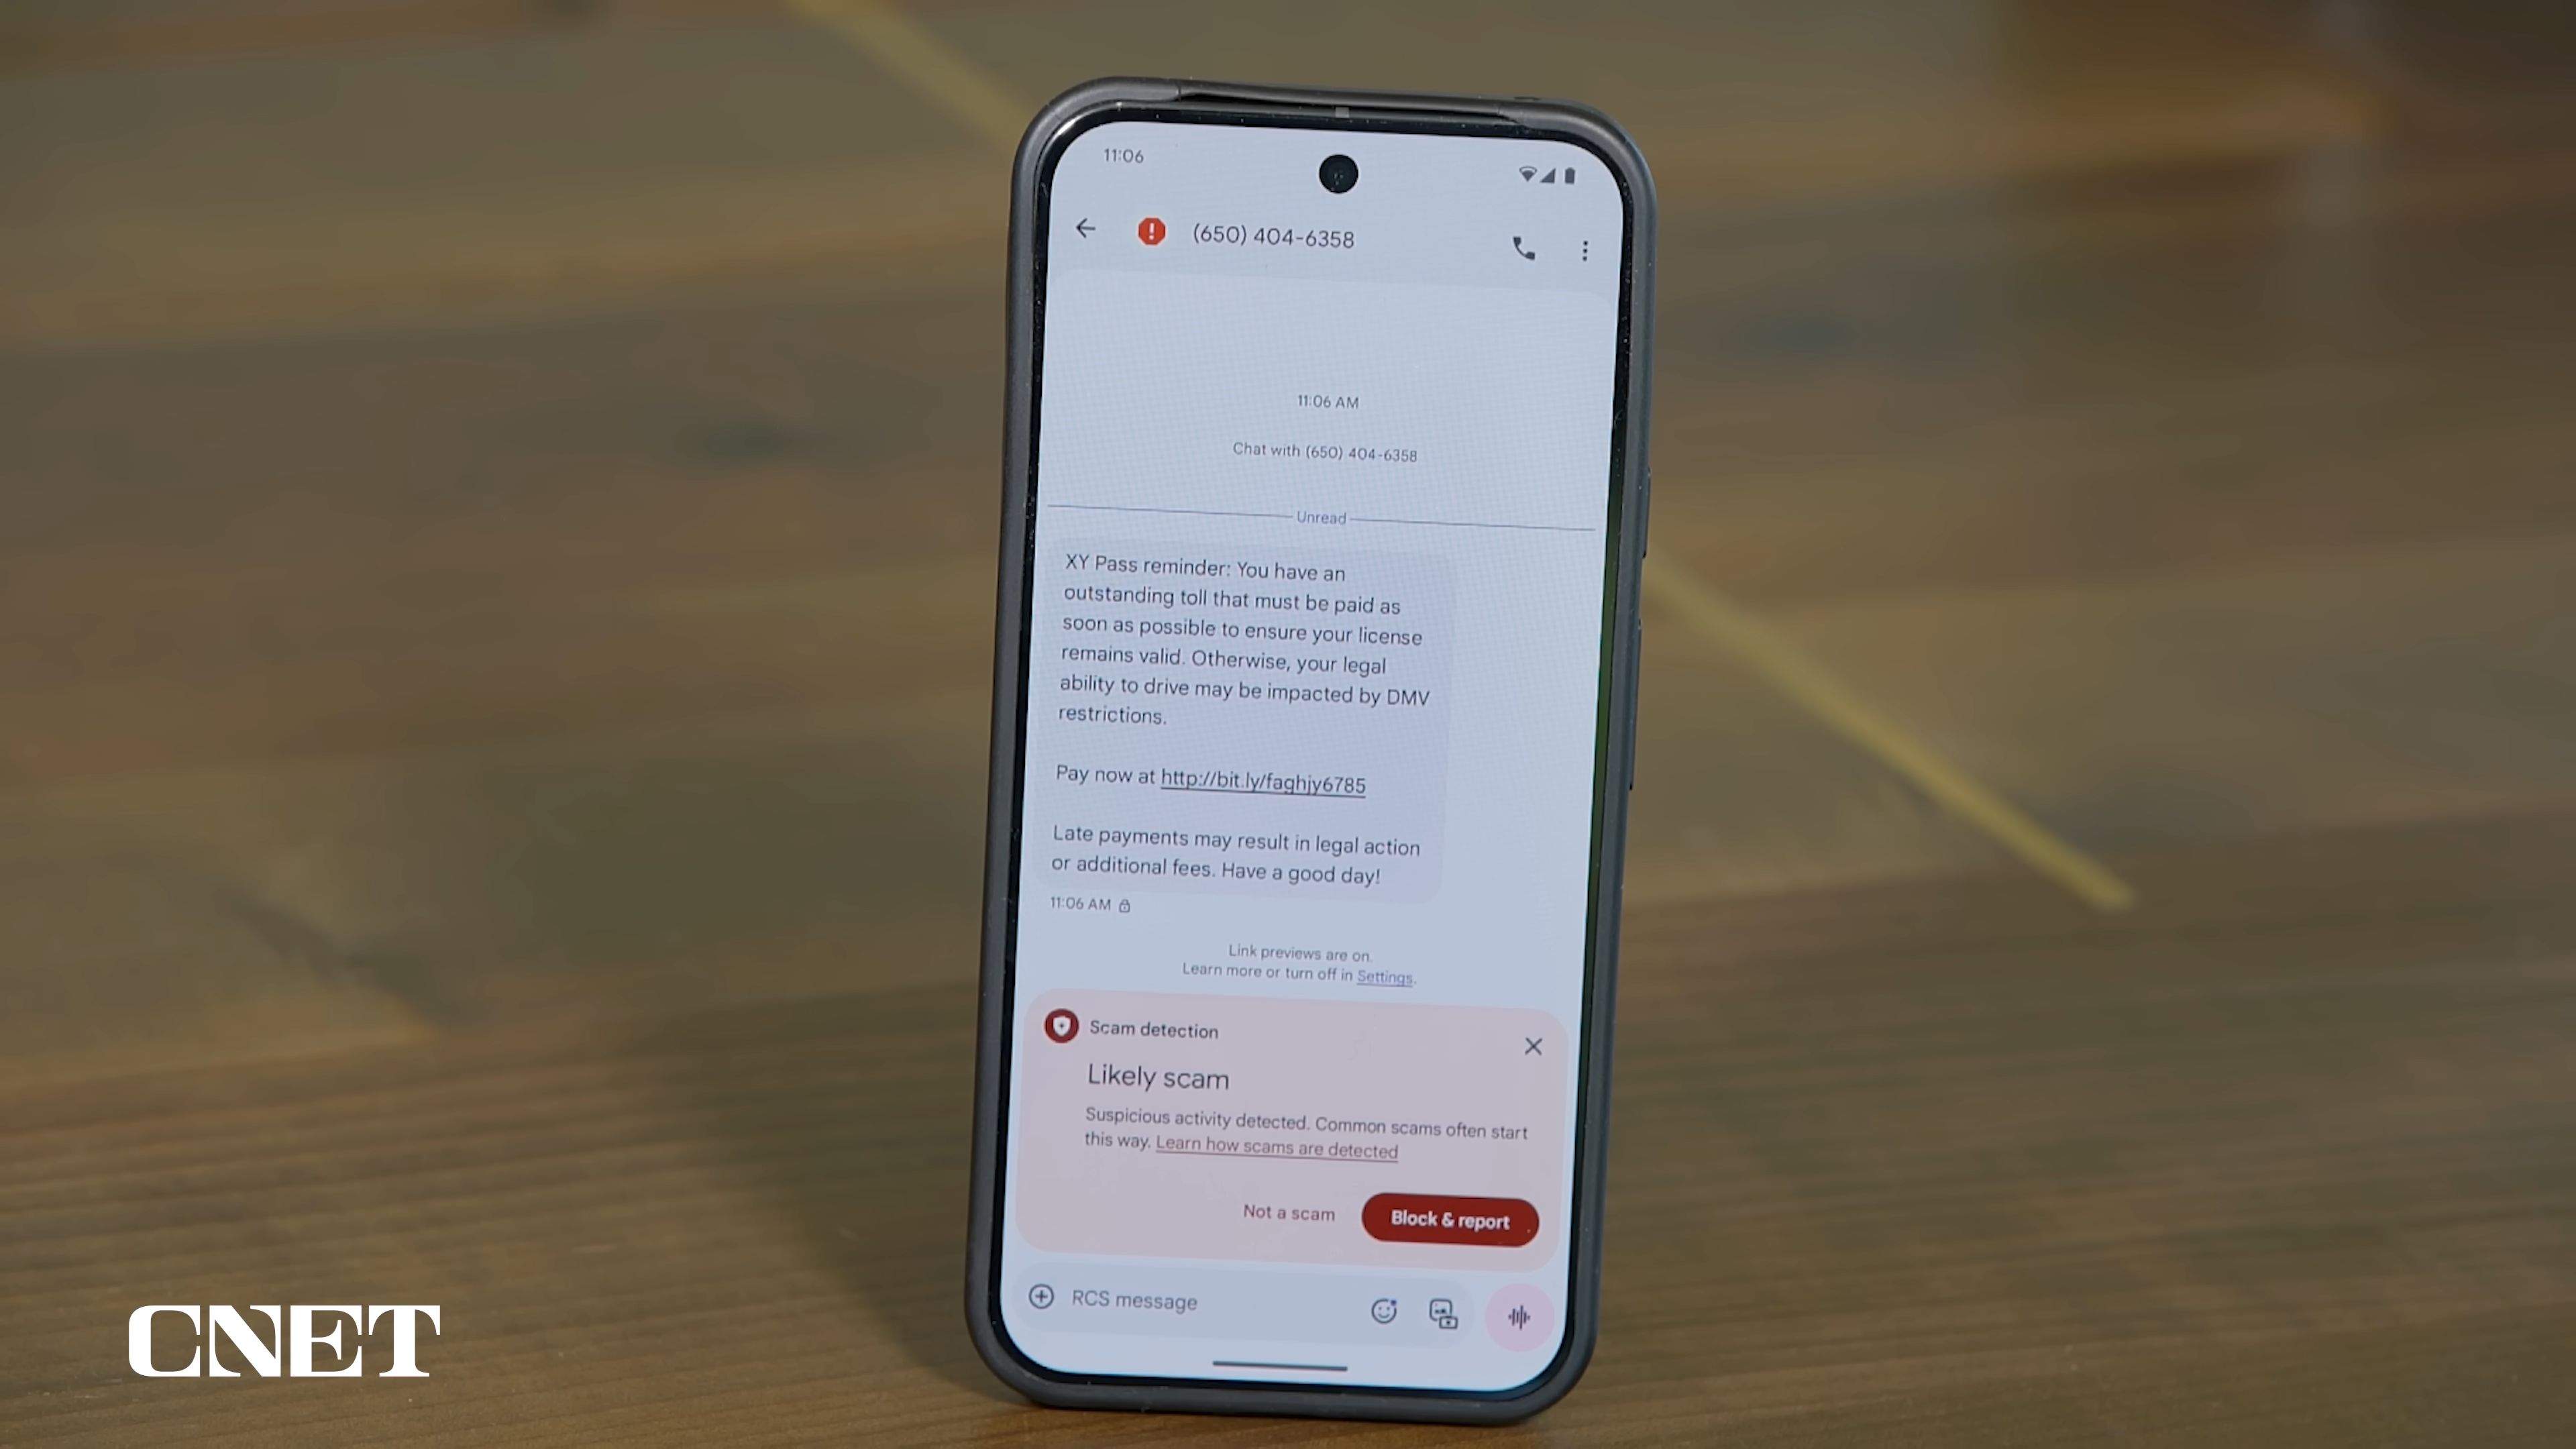 11:06
(650) 404-6358
11:06 AM
Chat with (650) 404-6358
Unread
XY Pass reminder: You have an
outstanding toll that must be paid as
soon as possible to ensure your license
remains valid. Otherwise, your legal
ability to drive may be impacted by DMV
restrictions.
Pay now at http://bit.ly/faghjy6785
Late payments may result in legal action
or additional fees. Have a good day!
11:06 AM
Link previews are on.
Learn more or turn off in Settings.
Scam detection
Likely scam
Suspicious activity detected. Common scams often start
this way. Learn how scams are detected
Not a scam
Block & report
RCS message
CNET